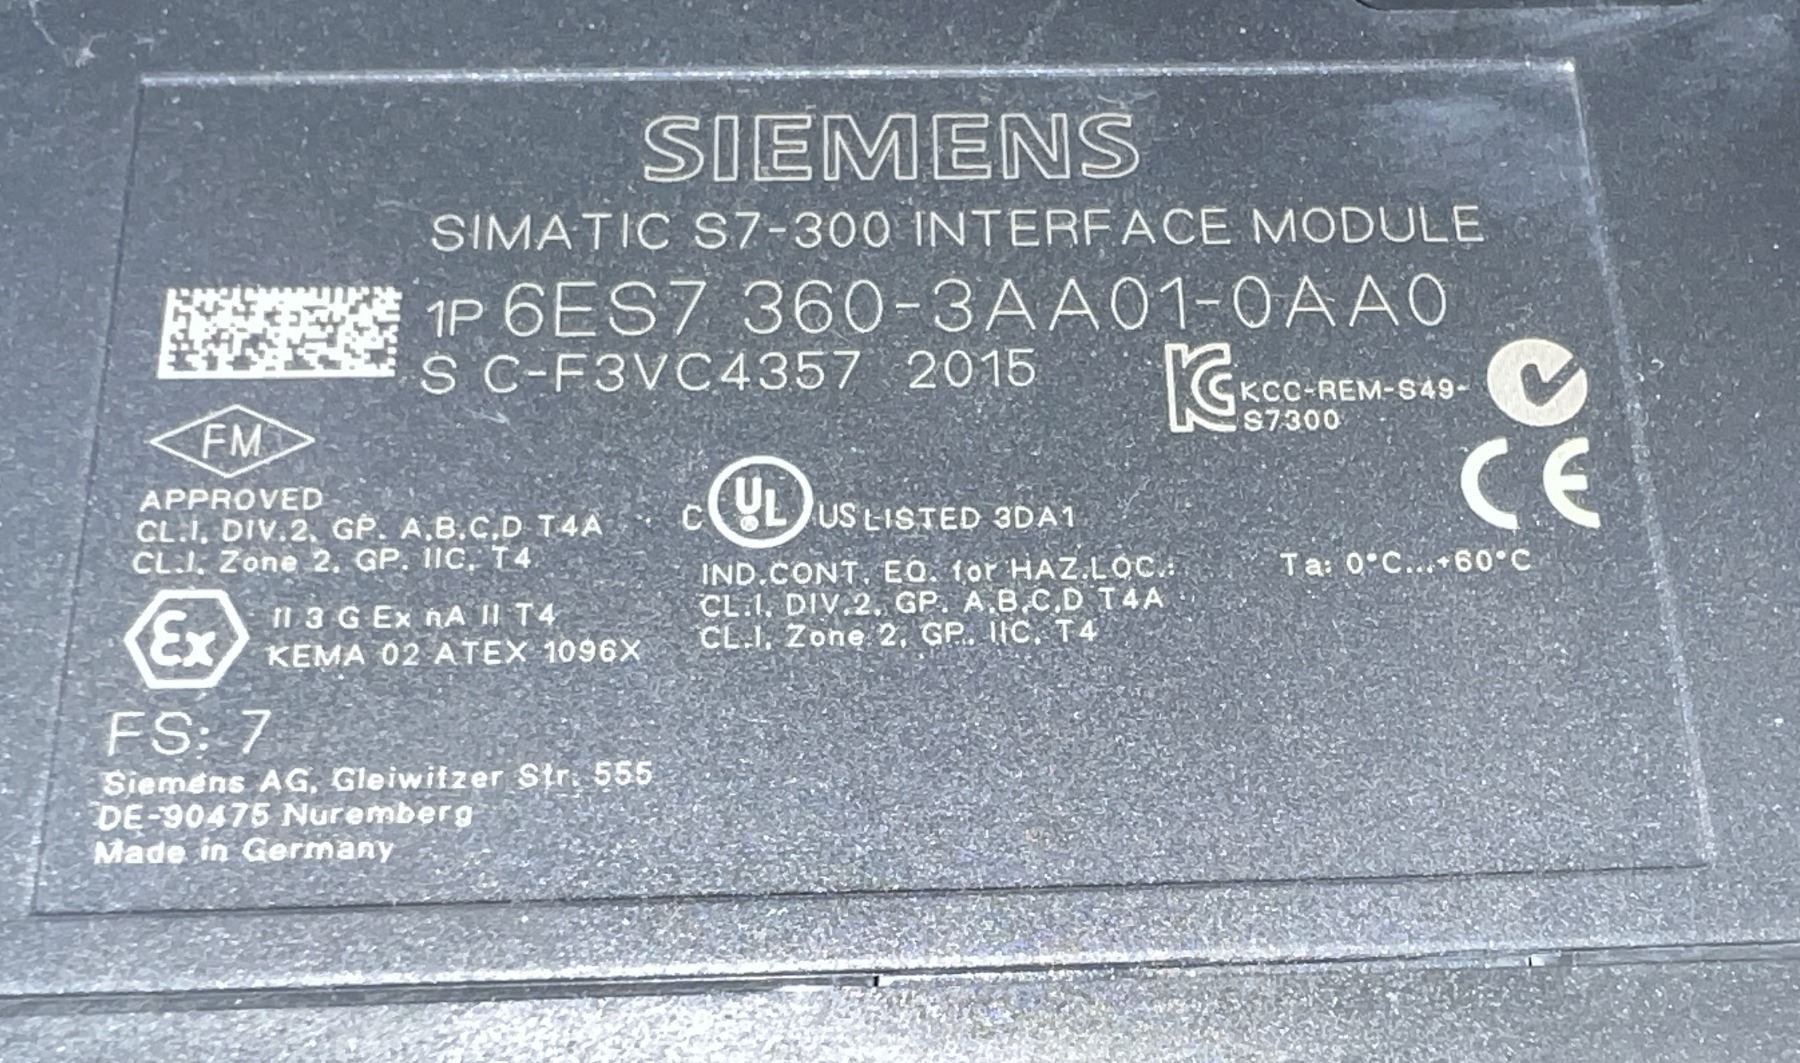 SIEMENS
SIMATIC S7-300 INTERFACE MODULE
1P 6ES7 360-3AA01-0AA0
S C-F3VC4357 2015
KCC-REM-S49-
S7300
FM
APPROVED
CL.I, DIV.2, GP. A,B,C,D T4A
CL.I, Zone 2, GP. IIC, T4
Ex II 3 G Ex nA II T4
KEMA 02 ATEX 1096X
C UL US LISTED 3DA1
IND.CONT. EQ. for HAZ.LOC.:
CL.I, DIV.2, GP. A,B,C,D T4A
CL.I, Zone 2, GP. IIC, T4
CE
Ta: 0°C...+60°C
FS: 7
Siemens AG, Gleiwitzer Str. 555
DE-90475 Nuremberg
Made in Germany